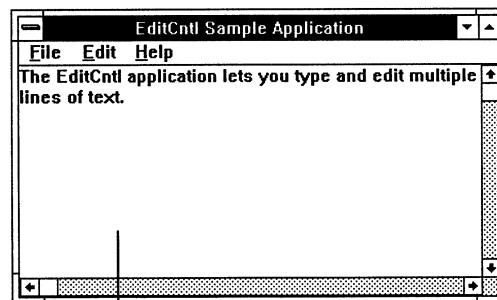 EditCntl Sample Application
File Edit Help
The EditCntl application lets you type and edit multiple
lines of text.